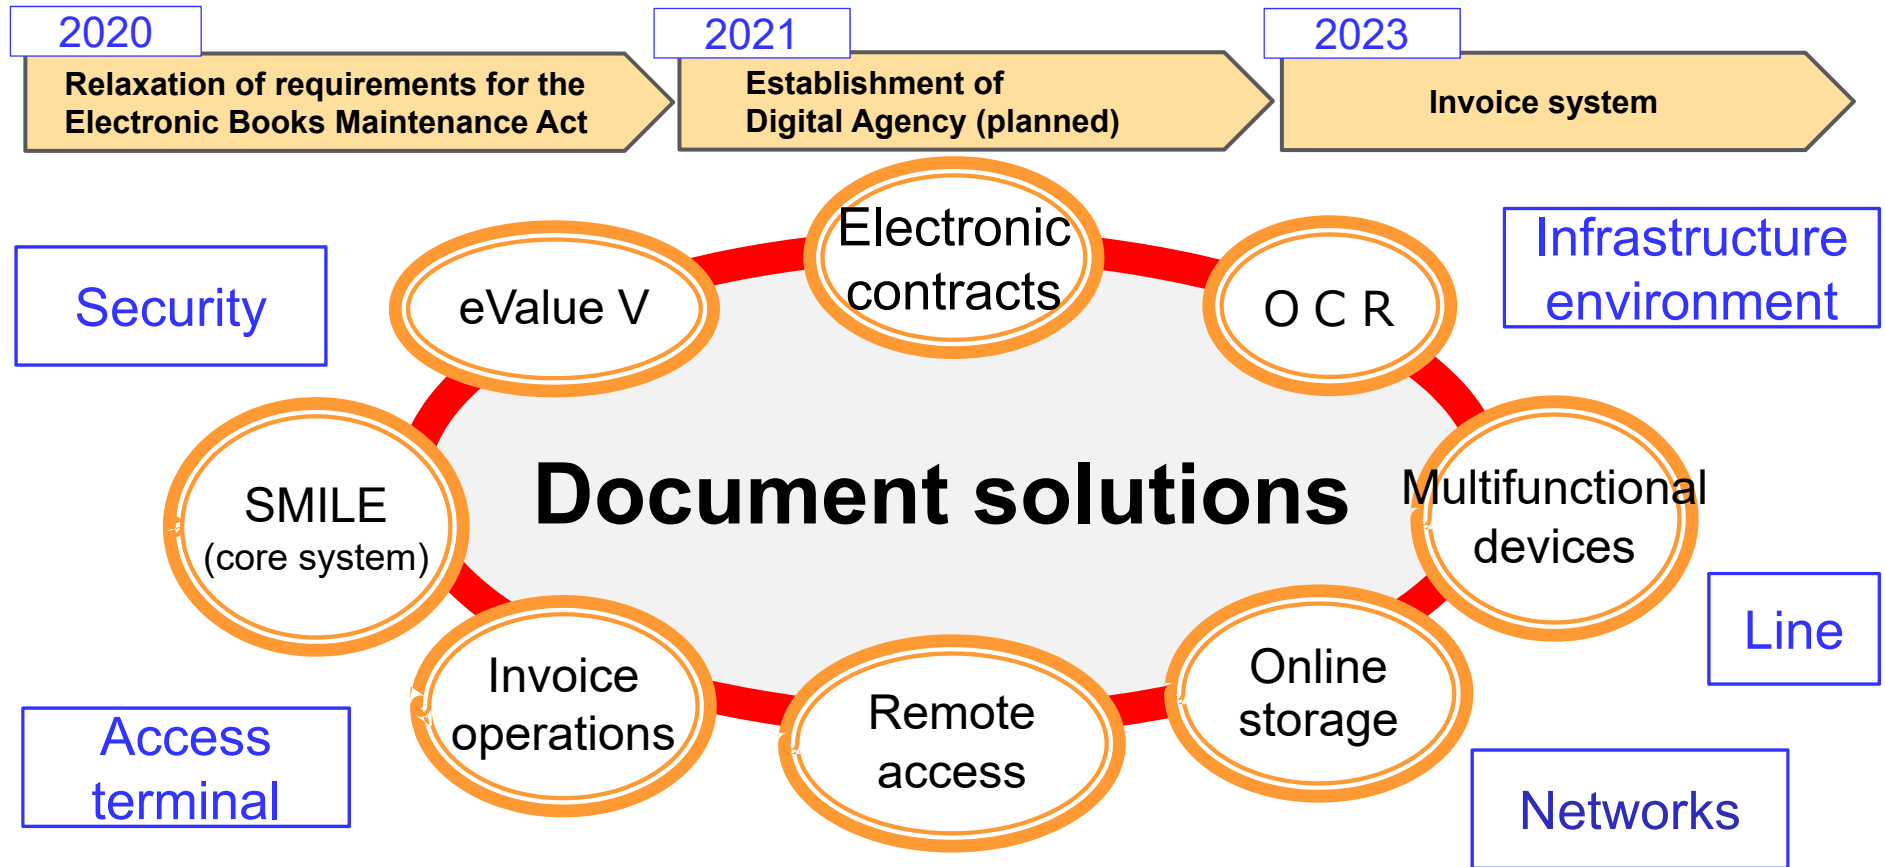 2020
Relaxation of requirements for the
Electronic Books Maintenance Act
2021
Establishment of
Digital Agency (planned)
2023
Invoice system
Security
eValue V
Electronic
contracts
O C R
Infrastructure
environment
SMILE
(core system)
Document solutions
Multifunctional
devices
Line
Invoice
operations
Remote
access
Online
storage
Access
terminal
Networks